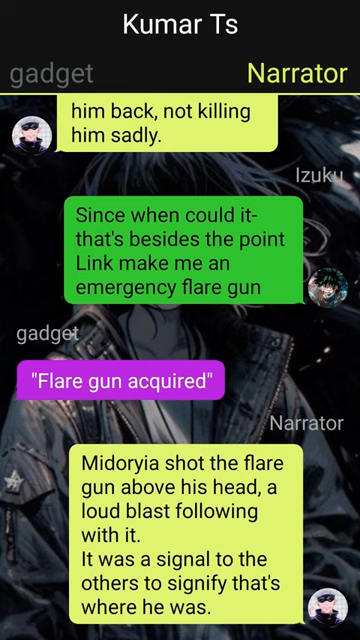 Kumar Ts
gadget
Narrator
him back, not killing
him sadly.
Izuku
Since when could it-
that's besides the point
Link make me an
emergency flare gun
gadget
"Flare gun acquired"
Narrator
Midoryia shot the flare
gun above his head, a
loud blast following
with it.
It was a signal to the
others to signify that's
where he was.